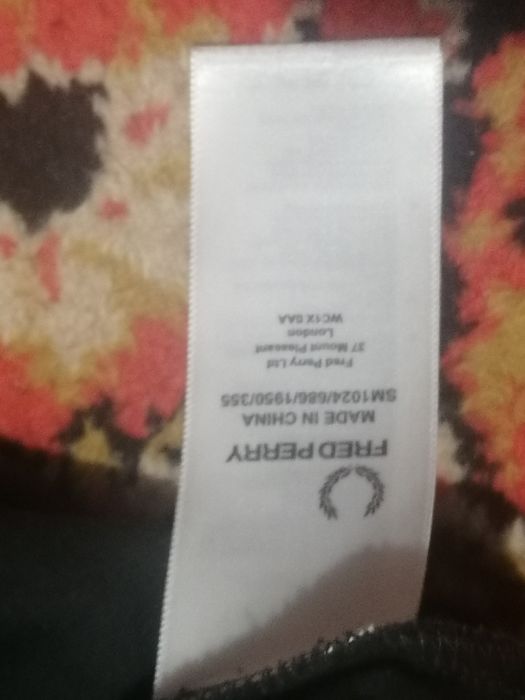 FRED PERRY
MADE IN CHINA
SM1024/686/1950/355
Fred Perry Ltd
37 Mount Pleasant
London
WC1X 0AA